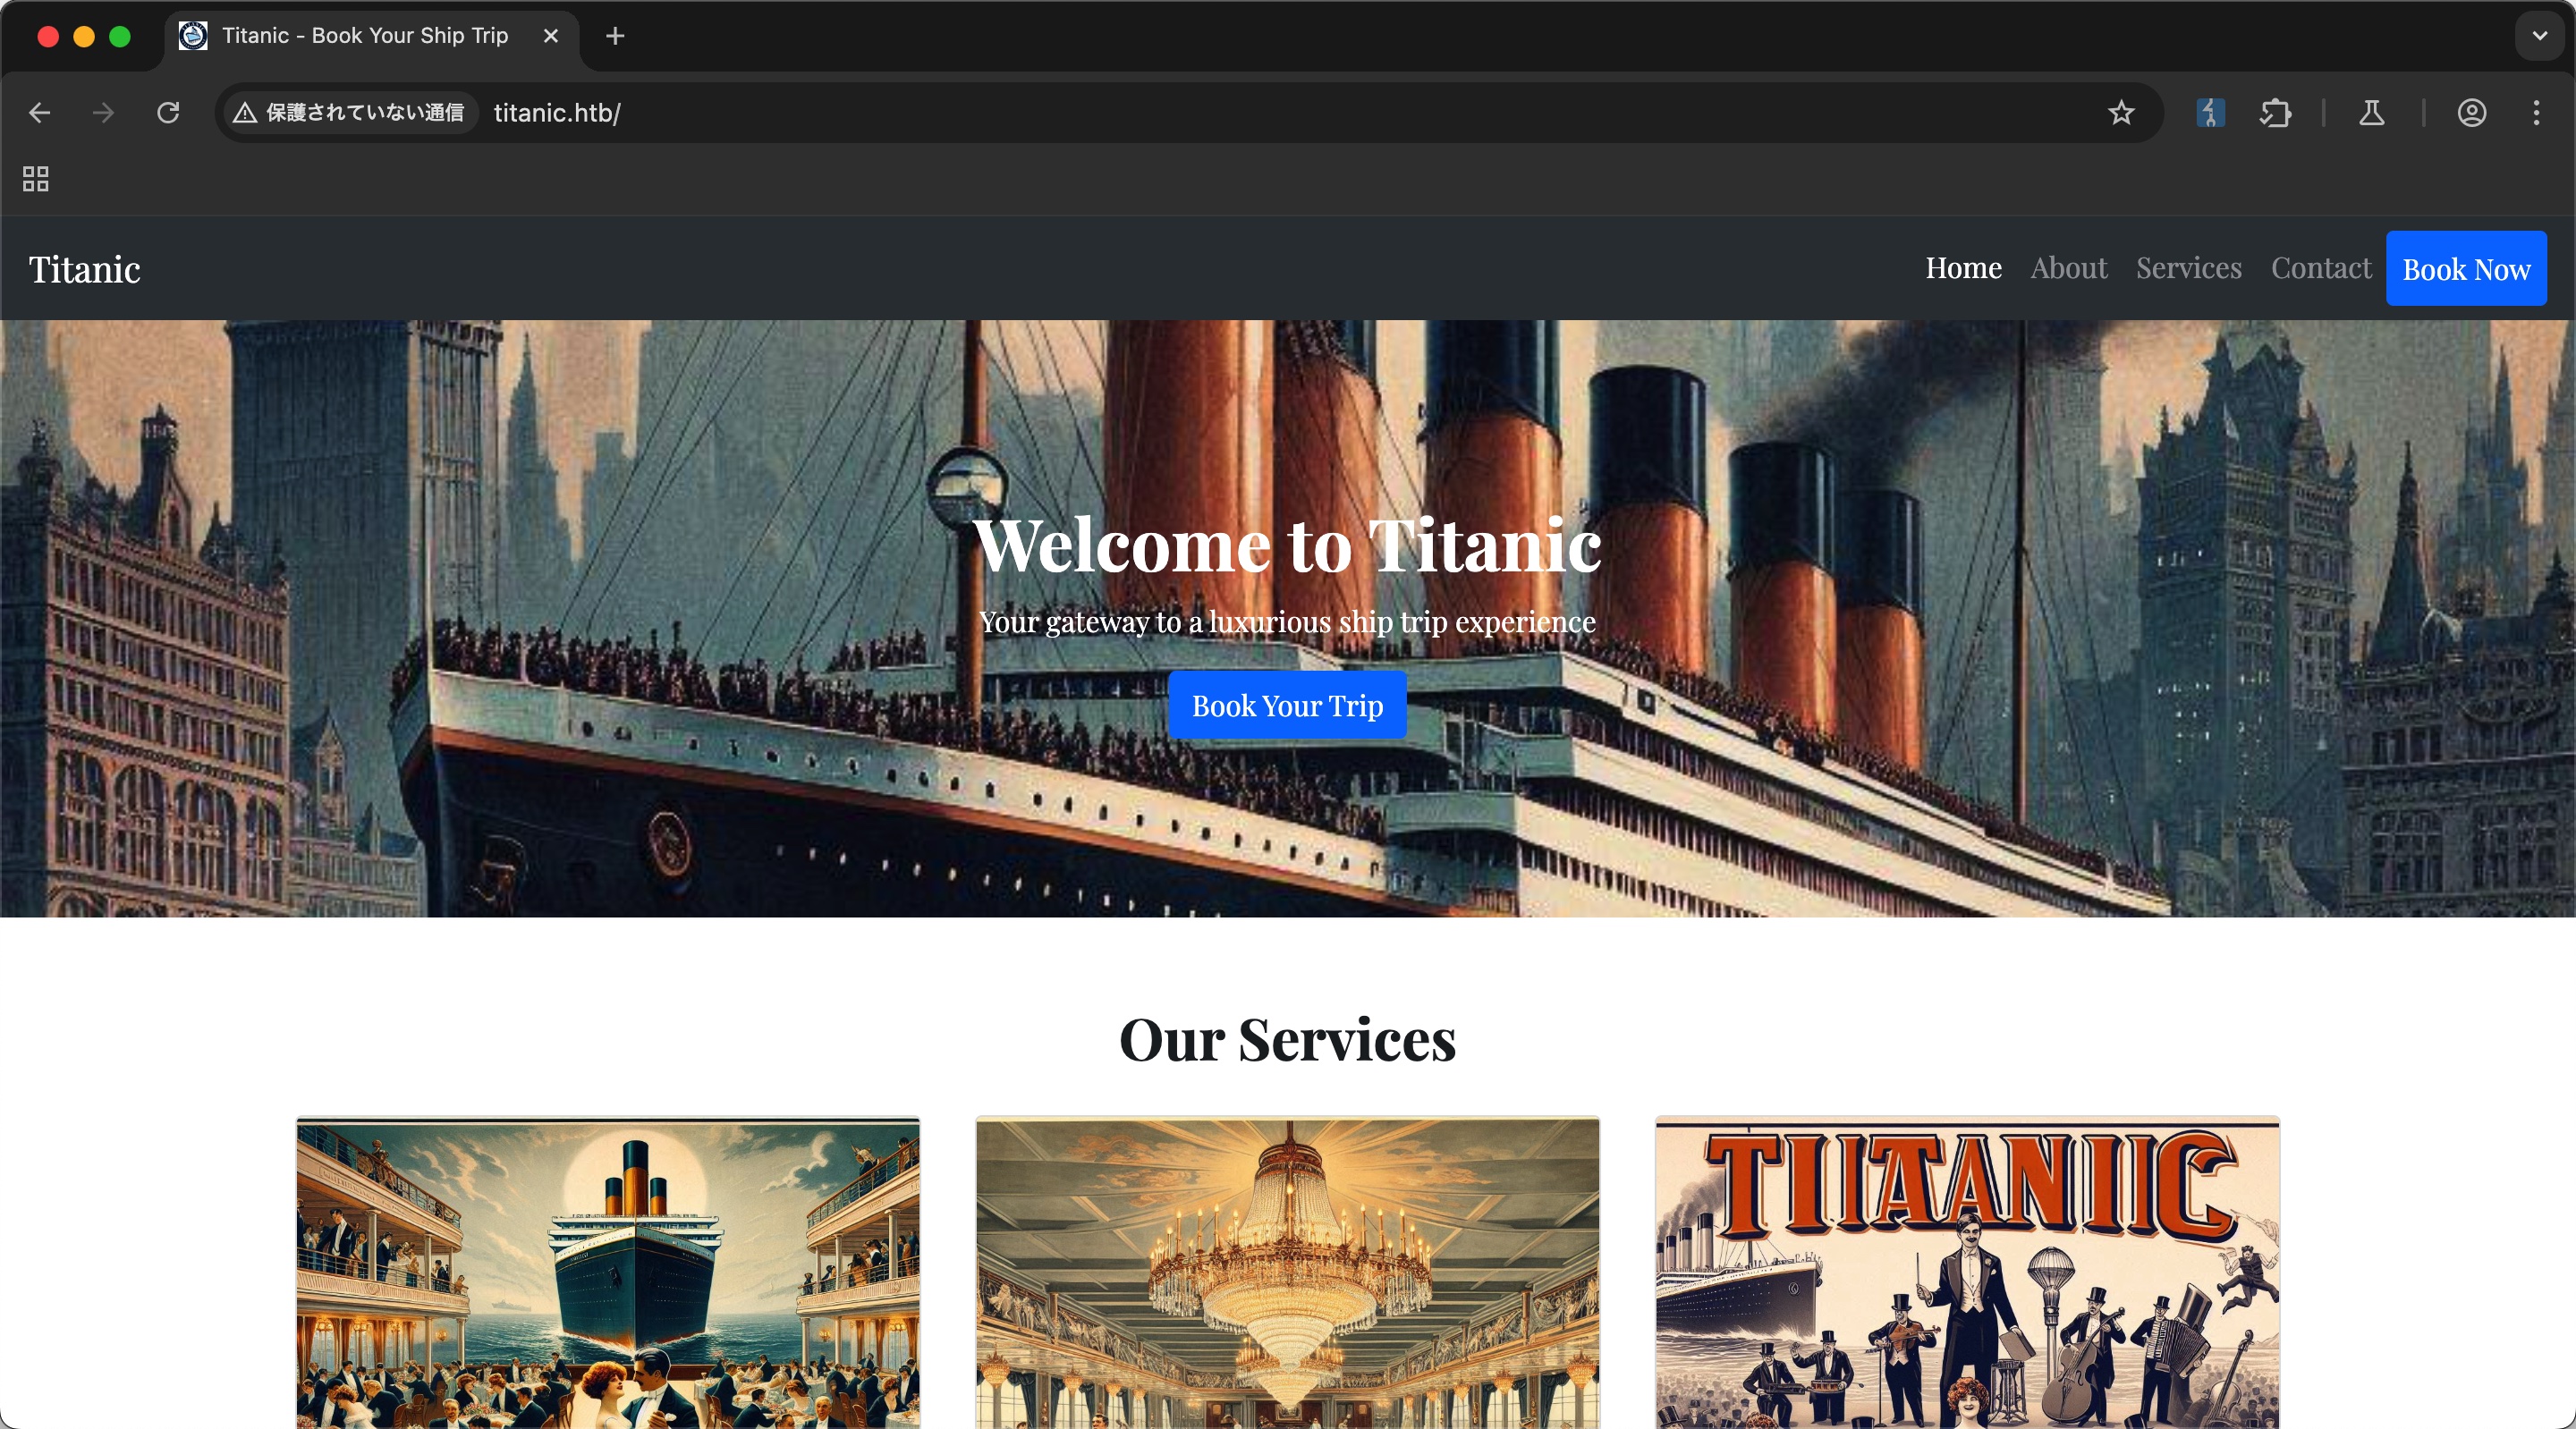 Titanic - Book Your Ship Trip
保護されていない通信 titanic.htb/
Titanic
Home About Services Contact Book Now
Welcome to Titanic
Your gateway to a luxurious ship trip experience
Book Your Trip
Our Services
TIITAANIIC